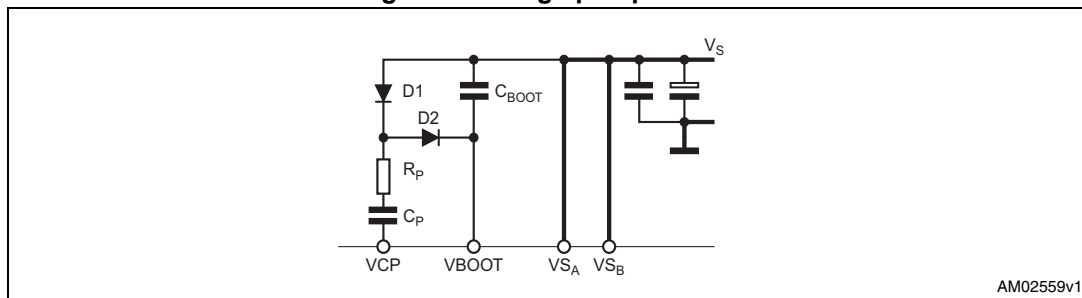 V_S
D1
C_BOOT
D2
R_P
C_P
VCP VBOOT VS_A VS_B
AM02559v1